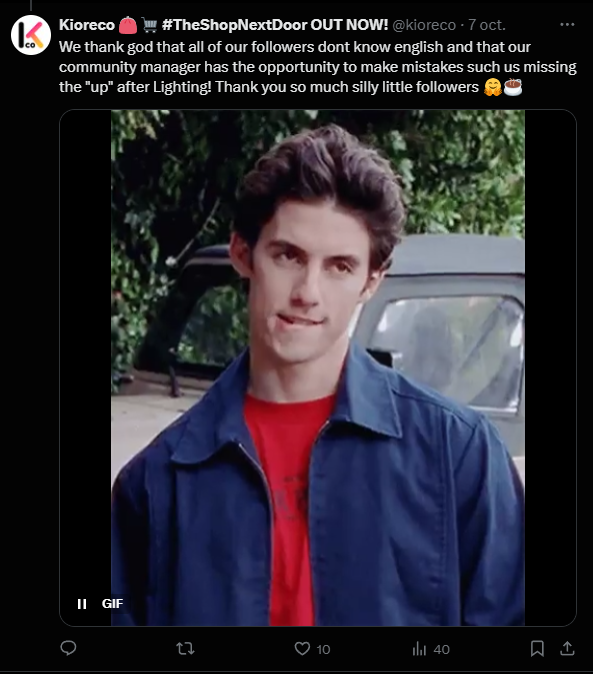 Kioreco 👛 🛒 #TheShopNextDoor OUT NOW! @kioreco · 7 oct.
We thank god that all of our followers dont know english and that our
community manager has the opportunity to make mistakes such us missing
the "up" after Lighting! Thank you so much silly little followers 🤗☕
K
co
GIF
10
40